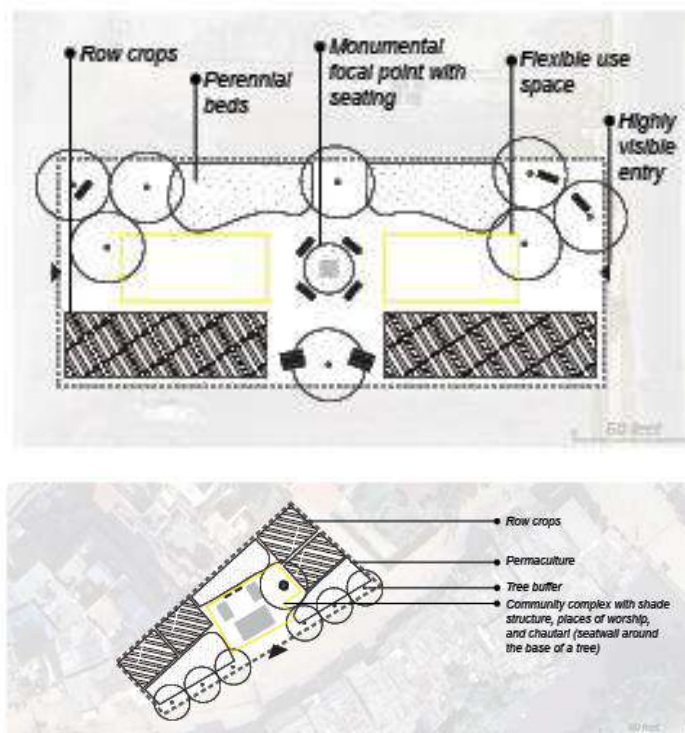 Row crops
Perennial
beds
Monumental
focal point with
seating
Flexible use
space
Highly
visible
entry
60 feet
Row crops
Permaculture
Tree buffer
Community complex with shade
structure, places of worship,
and chautari (seatwall around
the base of a tree)
60 feet